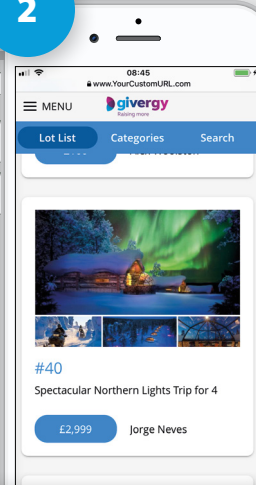 2
08:45
www.YourCustomURL.com
MENU
givergy
Raising more
Lot List Categories Search
#40
Spectacular Northern Lights Trip for 4
£2,999 Jorge Neves